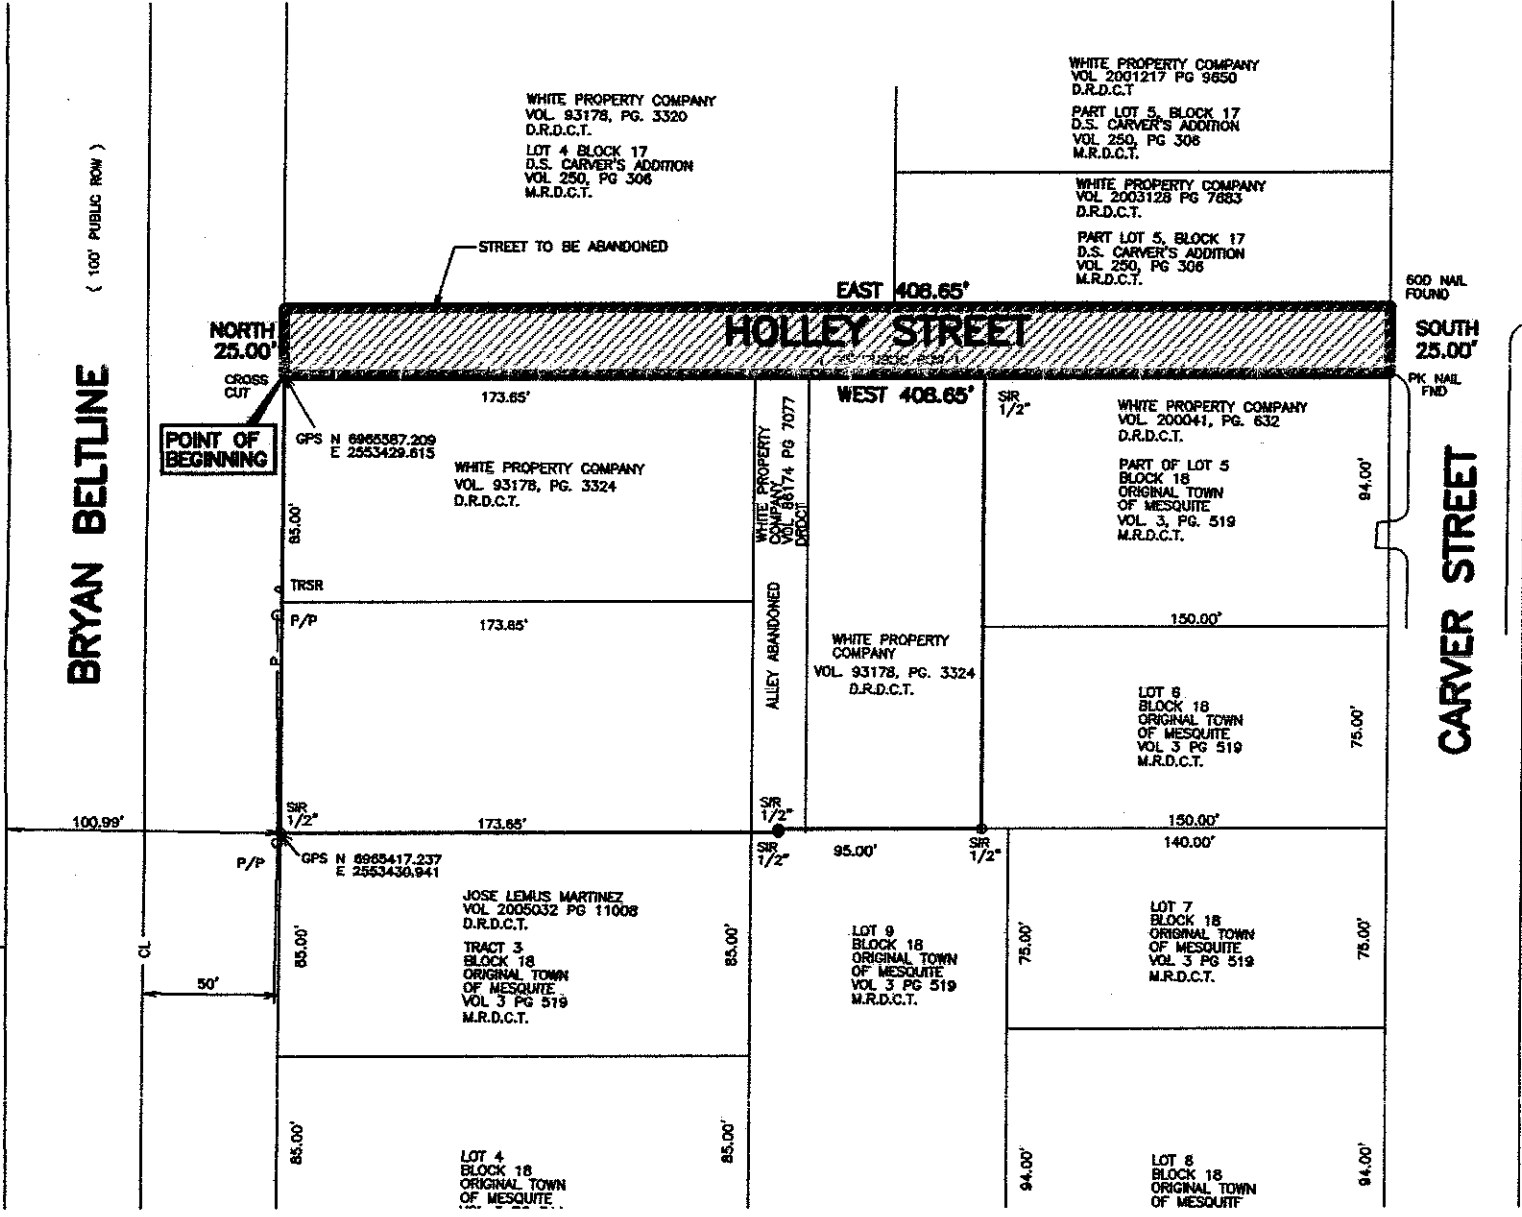 WHITE PROPERTY COMPANY
VOL 2001217 PG 9650
D.R.D.C.T
PART LOT 5, BLOCK 17
D.S. CARVER'S ADDITION
VOL 250, PG 306
M.R.D.C.T.
WHITE PROPERTY COMPANY
VOL. 93178, PG. 3320
D.R.D.C.T.
LOT 4 BLOCK 17
D.S. CARVER'S ADDITION
VOL 250, PG 306
M.R.D.C.T.
WHITE PROPERTY COMPANY
VOL 2003128 PG 7683
D.R.D.C.T.
PART LOT 5, BLOCK 17
D.S. CARVER'S ADDITION
VOL 250, PG 306
M.R.D.C.T.
( 100' PUBLIC ROW )
STREET TO BE ABANDONED
EAST 408.65'
60D NAIL
FOUND
NORTH
25.00'
HOLLEY STREET
SOUTH
25.00'
CROSS
CUT
173.65'
WEST 408.65'
SIR
1/2"
PK NAIL
FND
POINT OF
BEGINNING
GPS N 6965587.209
E 2553429.615
WHITE PROPERTY COMPANY
VOL. 93178, PG. 3324
D.R.D.C.T.
WHITE PROPERTY
COMPANY
VOL 86174 PG 7077
DRDCT
WHITE PROPERTY COMPANY
VOL. 200041, PG. 632
D.R.D.C.T.
PART OF LOT 5
BLOCK 18
ORIGINAL TOWN
OF MESQUITE
VOL. 3, PG. 519
M.R.D.C.T.
94.00'
BRYAN BELTLINE
CARVER STREET
85.00'
TRSR
P/P
173.65'
P
ALLEY ABANDONED
WHITE PROPERTY
COMPANY
VOL. 93178, PG. 3324
D.R.D.C.T.
150.00'
LOT 6
BLOCK 18
ORIGINAL TOWN
OF MESQUITE
VOL 3 PG 519
M.R.D.C.T.
75.00'
100.99'
SIR
1/2"
173.65'
SIR
1/2"
150.00'
P/P
GPS N 6965417.237
E 2553430.941
SIR
1/2"
95.00'
SIR
1/2"
140.00'
JOSE LEMUS MARTINEZ
VOL 2005032 PG 11008
D.R.D.C.T.
TRACT 3
BLOCK 18
ORIGINAL TOWN
OF MESQUITE
VOL 3 PG 519
M.R.D.C.T.
CL
50'
85.00'
85.00'
LOT 9
BLOCK 18
ORIGINAL TOWN
OF MESQUITE
VOL 3 PG 519
M.R.D.C.T.
75.00'
LOT 7
BLOCK 18
ORIGINAL TOWN
OF MESQUITE
VOL 3 PG 519
M.R.D.C.T.
75.00'
85.00'
LOT 4
BLOCK 18
ORIGINAL TOWN
OF MESQUITE
85.00'
94.00'
LOT 8
BLOCK 18
ORIGINAL TOWN
OF MESQUITE
94.00'